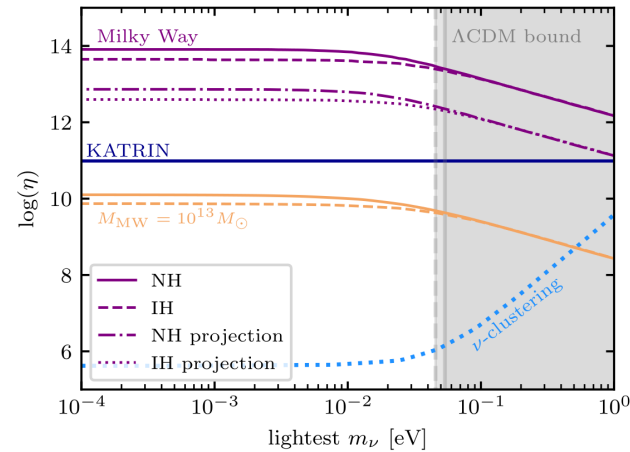 Milky Way
ΛCDM bound
KATRIN
M_MW = 10^13 M_⊙
ν-clustering
NH
IH
NH projection
IH projection
log(η)
14
12
10
8
6
10^−4
10^−3
10^−2
10^−1
10^0
lightest m_ν [eV]